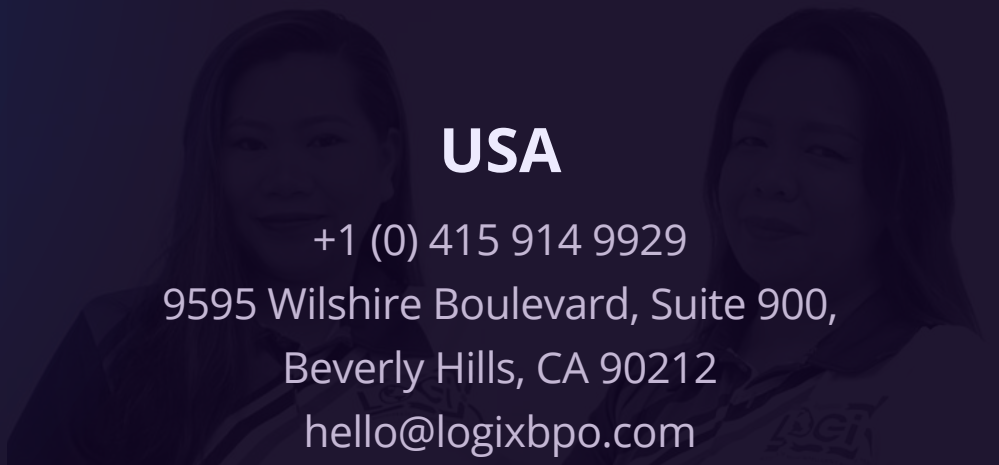 USA
+1 (0) 415 914 9929
9595 Wilshire Boulevard, Suite 900,
Beverly Hills, CA 90212
hello@logixbpo.com